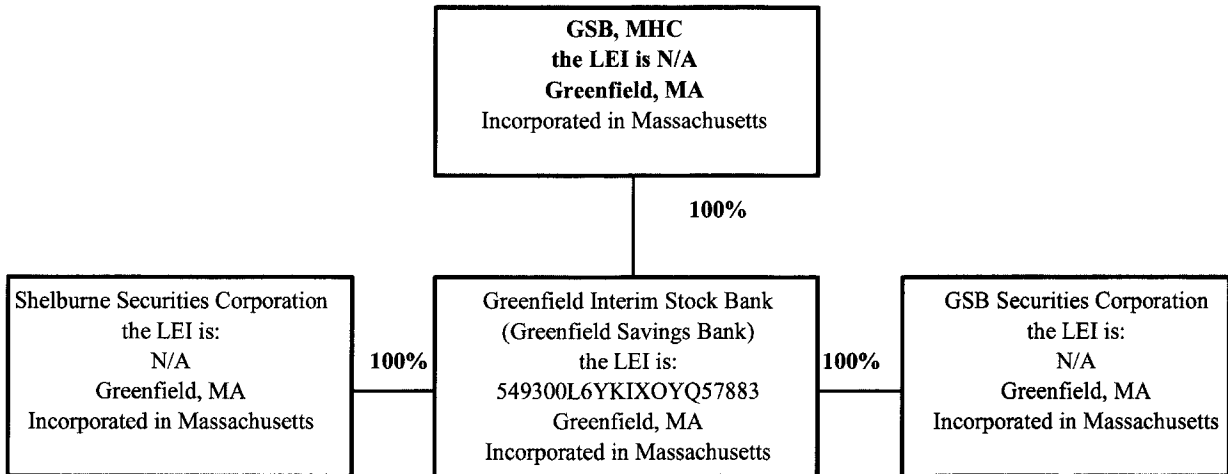 GSB, MHC
the LEI is N/A
Greenfield, MA
Incorporated in Massachusetts
100%
Shelburne Securities Corporation
the LEI is:
N/A
Greenfield, MA
Incorporated in Massachusetts
100%
Greenfield Interim Stock Bank
(Greenfield Savings Bank)
the LEI is:
549300L6YKIXOYQ57883
Greenfield, MA
Incorporated in Massachusetts
100%
GSB Securities Corporation
the LEI is:
N/A
Greenfield, MA
Incorporated in Massachusetts